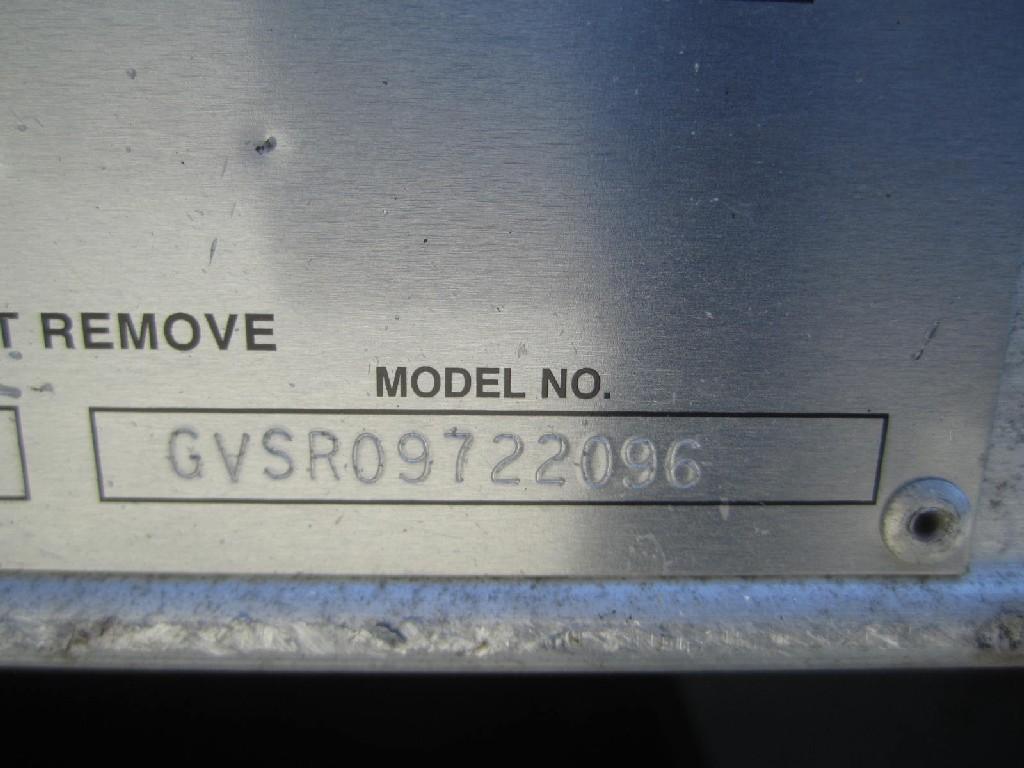 T REMOVE
MODEL NO.
GVSR09722096